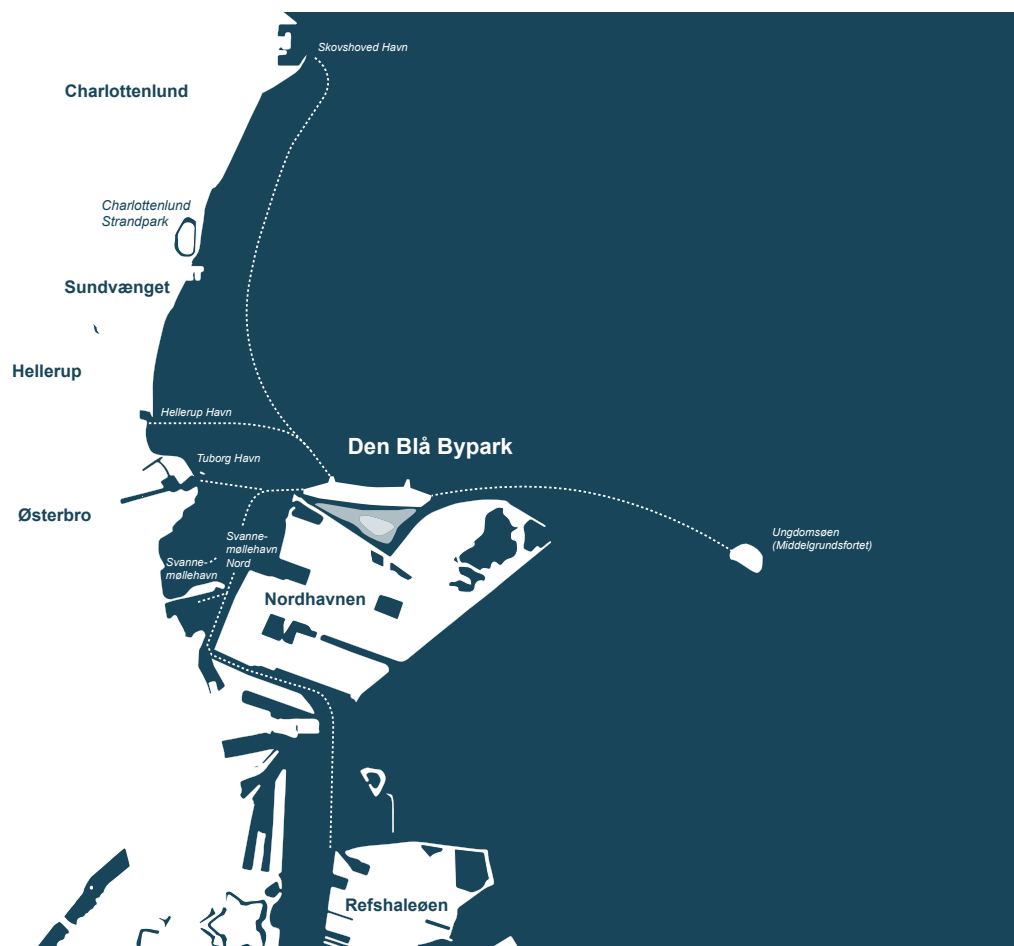 Skovshoved Havn
Charlottenlund
Charlottenlund
Strandpark
Sundvænget
Hellerup
Hellerup Havn
Den Blå Bypark
Tuborg Havn
Østerbro
Svanne-
møllehavn
Nord
Ungdomsøen
(Middelgrundsfortet)
Svanne-
møllehavn
Nordhavnen
Refshaleøen